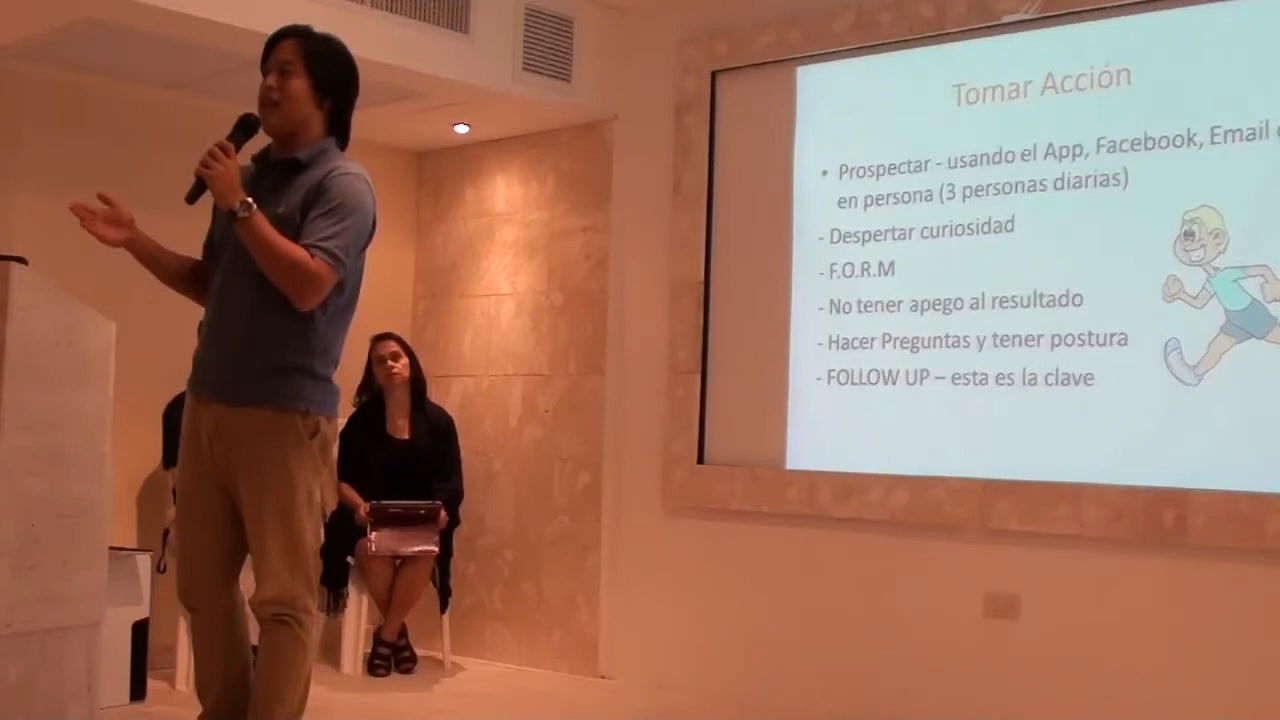 Tomar Acción
• Prospectar - usando el App, Facebook, Email
en persona (3 personas diarias)
- Despertar curiosidad
- F.O.R.M
- No tener apego al resultado
- Hacer Preguntas y tener postura
- FOLLOW UP – esta es la clave